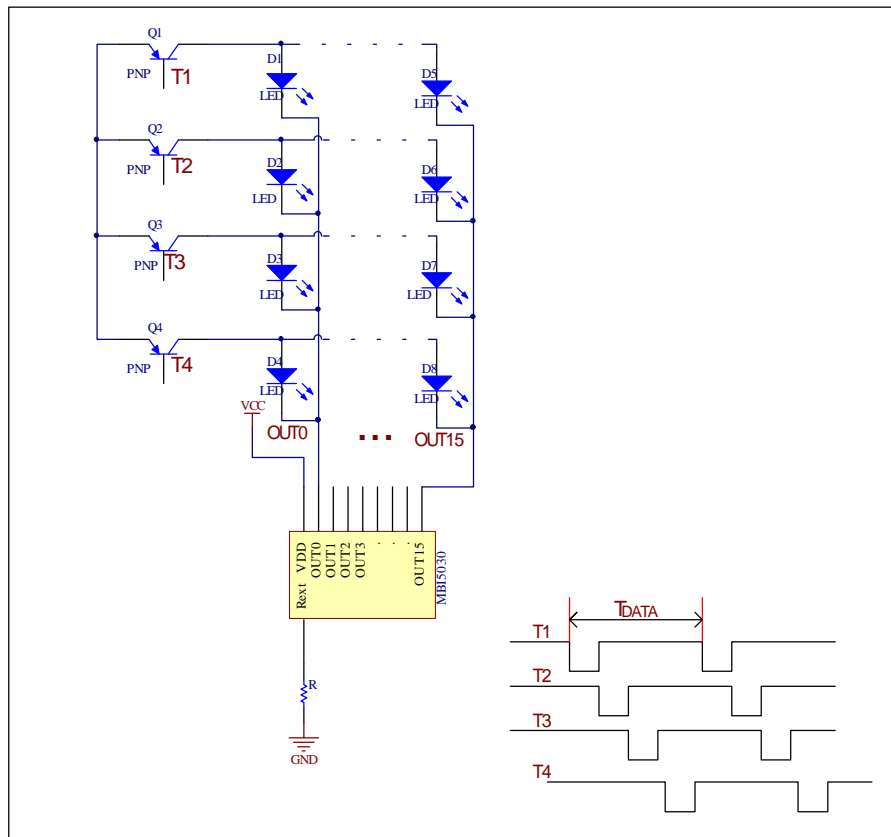 Q1
PNP
T1
D1
LED
D5
LED
Q2
PNP
T2
D2
LED
D6
LED
Q3
PNP
T3
D3
LED
D7
LED
Q4
PNP
T4
D4
LED
D8
LED
VCC
OUT0
...
OUT15
Rext
VDD
OUT0
OUT1
OUT2
OUT3
.
.
.
OUT15
MBI5030
R
GND
TDATA
T1
T2
T3
T4